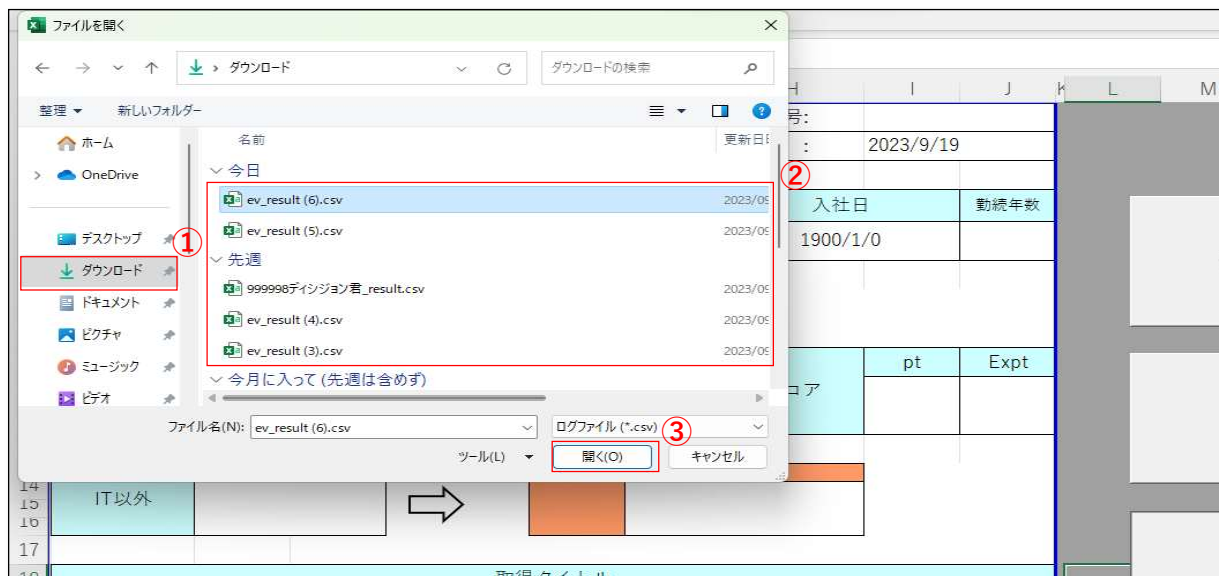 ファイルを開く
ダウンロード
ダウンロードの検索
整理 新しいフォルダー
名前 更新日
ホーム
OneDrive
デスクトップ
①
ダウンロード
ドキュメント
ピクチャ
ミュージック
ビデオ
今日
②
ev_result (6).csv 2023/09
ev_result (5).csv 2023/09
先週
999998ディシジョン君_result.csv 2023/09
ev_result (4).csv 2023/09
ev_result (3).csv 2023/09
今月に入って (先週は含めず)
ファイル名(N): ev_result (6).csv ログファイル (*.csv)
③
ツール(L) 開く(O) キャンセル
H I J K L M
号:
: 2023/9/19
入社日 勤続年数
1900/1/0
pt Expt
コア
14
15 IT以外
16
17
18 取得タイトル